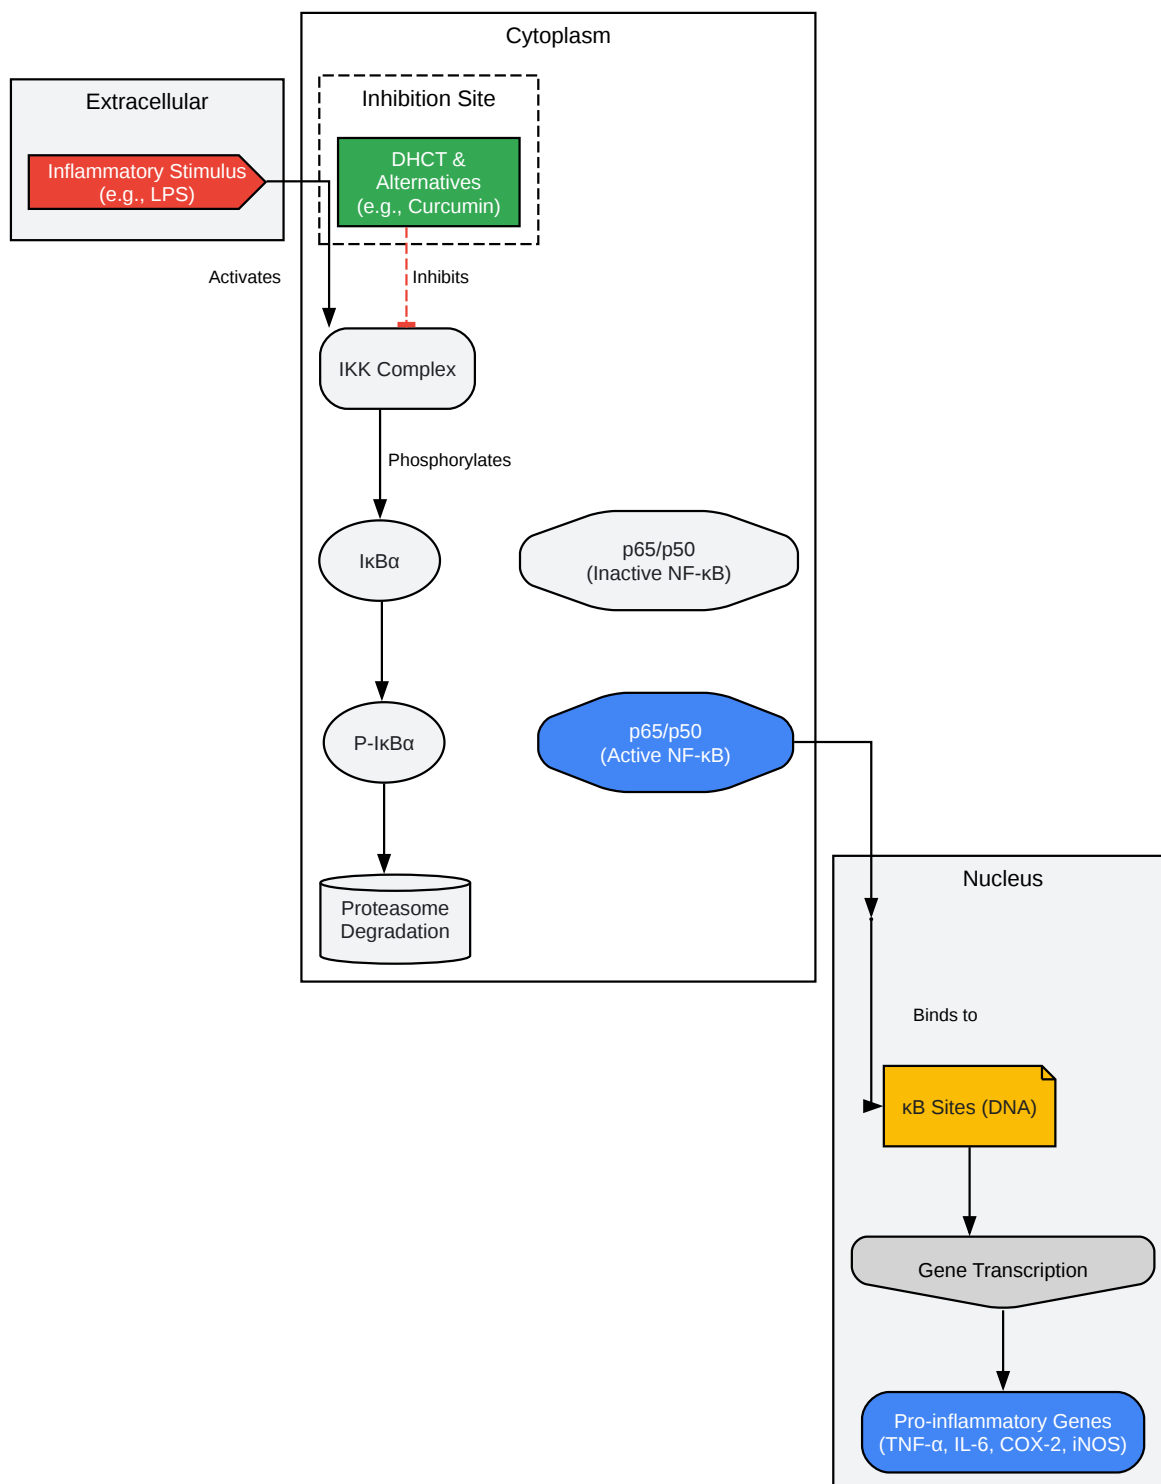 Cytoplasm
Extracellular
Inhibition Site
Inflammatory Stimulus
(e.g., LPS)
DHCT &
Alternatives
(e.g., Curcumin)
Activates
Inhibits
IKK Complex
Phosphorylates
IκBα
p65/p50
(Inactive NF-κB)
P-IκBα
p65/p50
(Active NF-κB)
Proteasome
Degradation
Nucleus
Binds to
κB Sites (DNA)
Gene Transcription
Pro-inflammatory Genes
(TNF-α, IL-6, COX-2, iNOS)